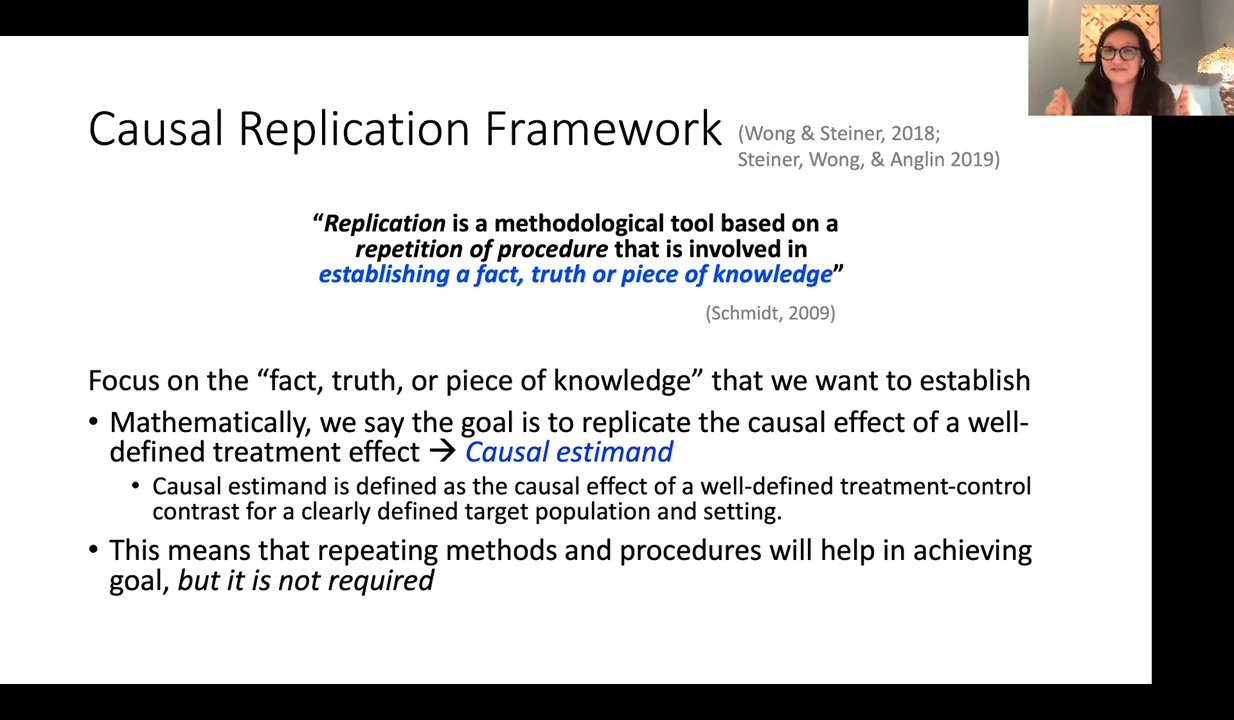 Causal Replication Framework
(Wong & Steiner, 2018;
Steiner, Wong, & Anglin 2019)
“Replication is a methodological tool based on a
repetition of procedure that is involved in
establishing a fact, truth or piece of knowledge”
(Schmidt, 2009)
Focus on the “fact, truth, or piece of knowledge” that we want to establish
• Mathematically, we say the goal is to replicate the causal effect of a well-
defined treatment effect → Causal estimand
• Causal estimand is defined as the causal effect of a well-defined treatment-control
contrast for a clearly defined target population and setting.
• This means that repeating methods and procedures will help in achieving
goal, but it is not required